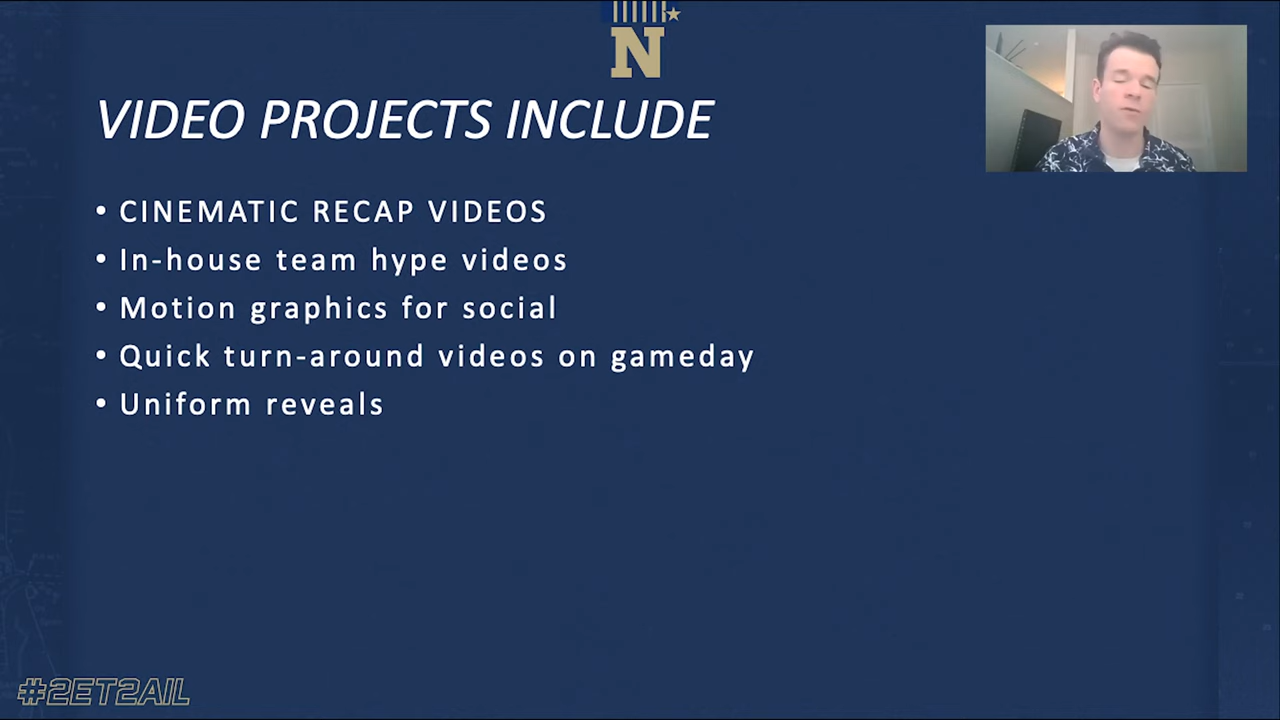 N
VIDEO PROJECTS INCLUDE
• CINEMATIC RECAP VIDEOS
• In-house team hype videos
• Motion graphics for social
• Quick turn-around videos on gameday
• Uniform reveals
#2ET2AIL